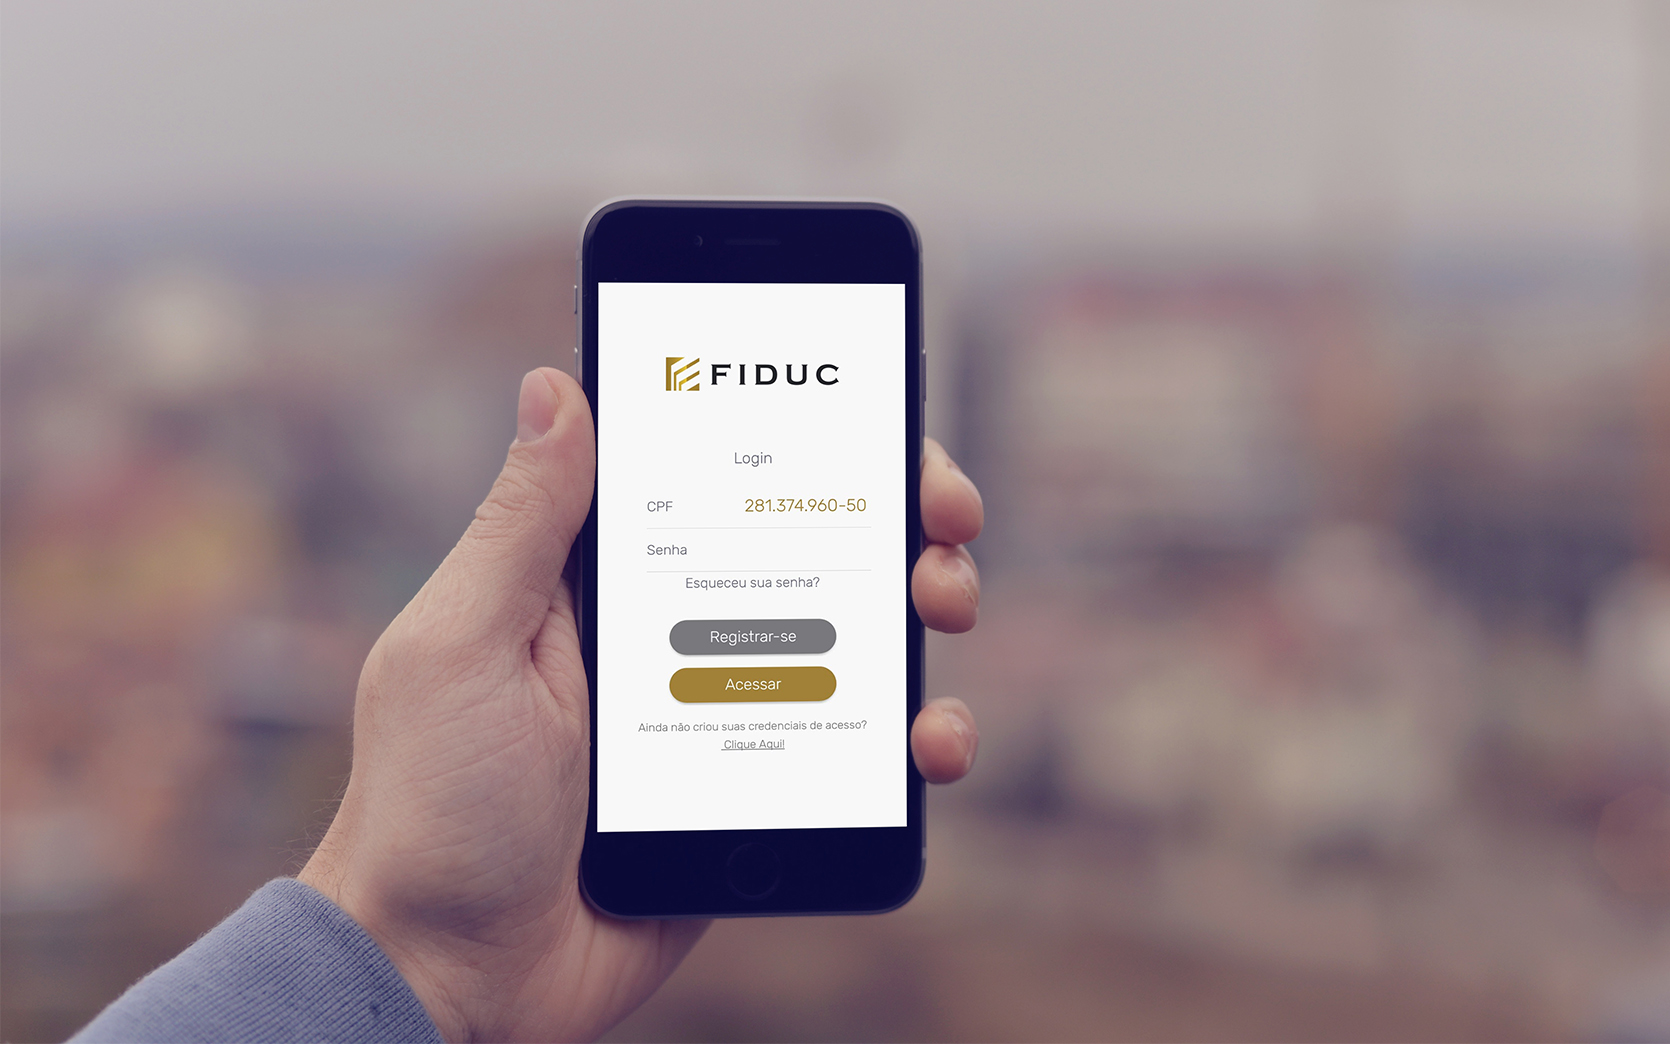 FIDUC
Login
CPF 281.374.960-50
Senha
Esqueceu sua senha?
Registrar-se
Acessar
Ainda não criou suas credenciais de acesso?
Clique Aqui!